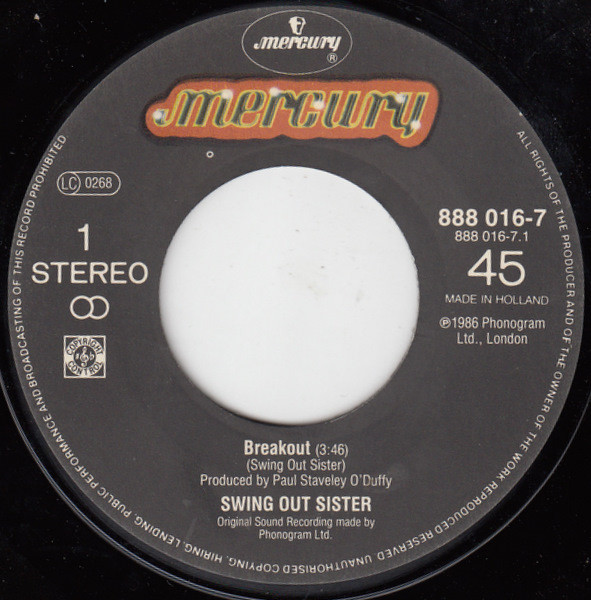 mercury
®
mercury
LC 0268
1
STEREO
∞
COPYRIGHT
CONTROL
888 016-7
888 016-7.1
45
MADE IN HOLLAND
℗1986 Phonogram
Ltd., London
Breakout (3:46)
(Swing Out Sister)
Produced by Paul Staveley O'Duffy
SWING OUT SISTER
Original Sound Recording made by
Phonogram Ltd.
ALL RIGHTS OF THE PRODUCER AND OF THE OWNER OF THE WORK REPRODUCED RESERVED. UNAUTHORISED COPYING, HIRING, LENDING, PUBLIC PERFORMANCE AND BROADCASTING OF THIS RECORD PROHIBITED